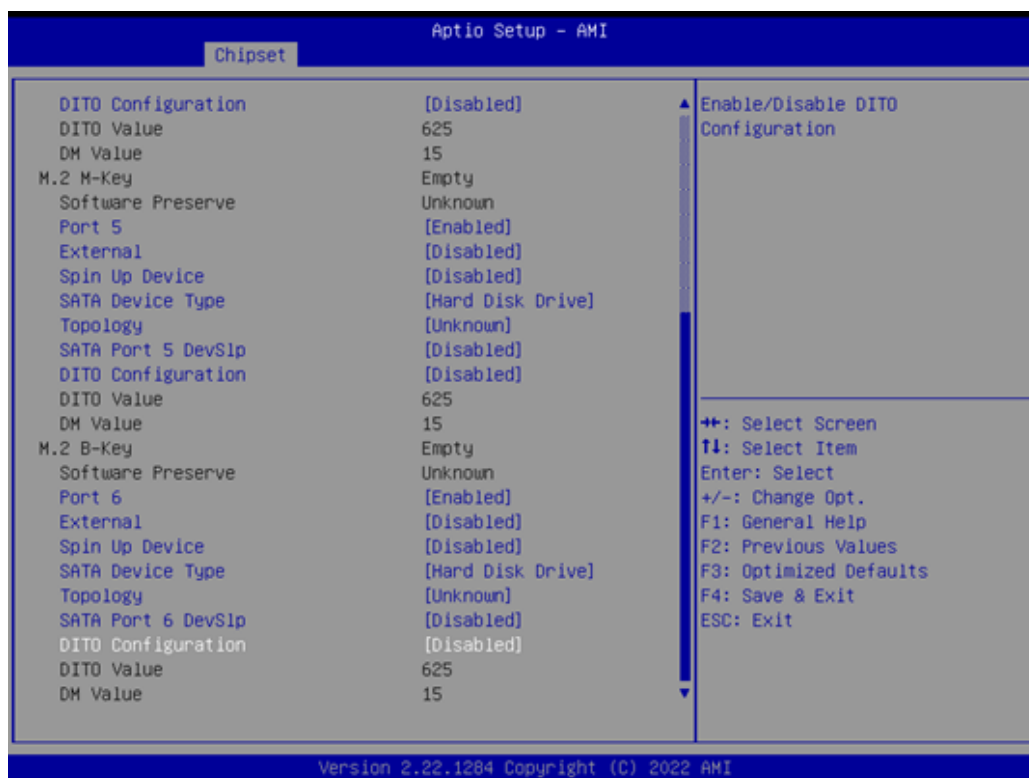 Aptio Setup – AMI
Chipset
DITO Configuration [Disabled]
DITO Value 625
DM Value 15
M.2 M-Key Empty
Software Preserve Unknown
Port 5 [Enabled]
External [Disabled]
Spin Up Device [Disabled]
SATA Device Type [Hard Disk Drive]
Topology [Unknown]
SATA Port 5 DevSlp [Disabled]
DITO Configuration [Disabled]
DITO Value 625
DM Value 15
M.2 B-Key Empty
Software Preserve Unknown
Port 6 [Enabled]
External [Disabled]
Spin Up Device [Disabled]
SATA Device Type [Hard Disk Drive]
Topology [Unknown]
SATA Port 6 DevSlp [Disabled]
DITO Configuration [Disabled]
DITO Value 625
DM Value 15
Enable/Disable DITO
Configuration
→←: Select Screen
↑↓: Select Item
Enter: Select
+/-: Change Opt.
F1: General Help
F2: Previous Values
F3: Optimized Defaults
F4: Save & Exit
ESC: Exit
Version 2.22.1284 Copyright (C) 2022 AMI